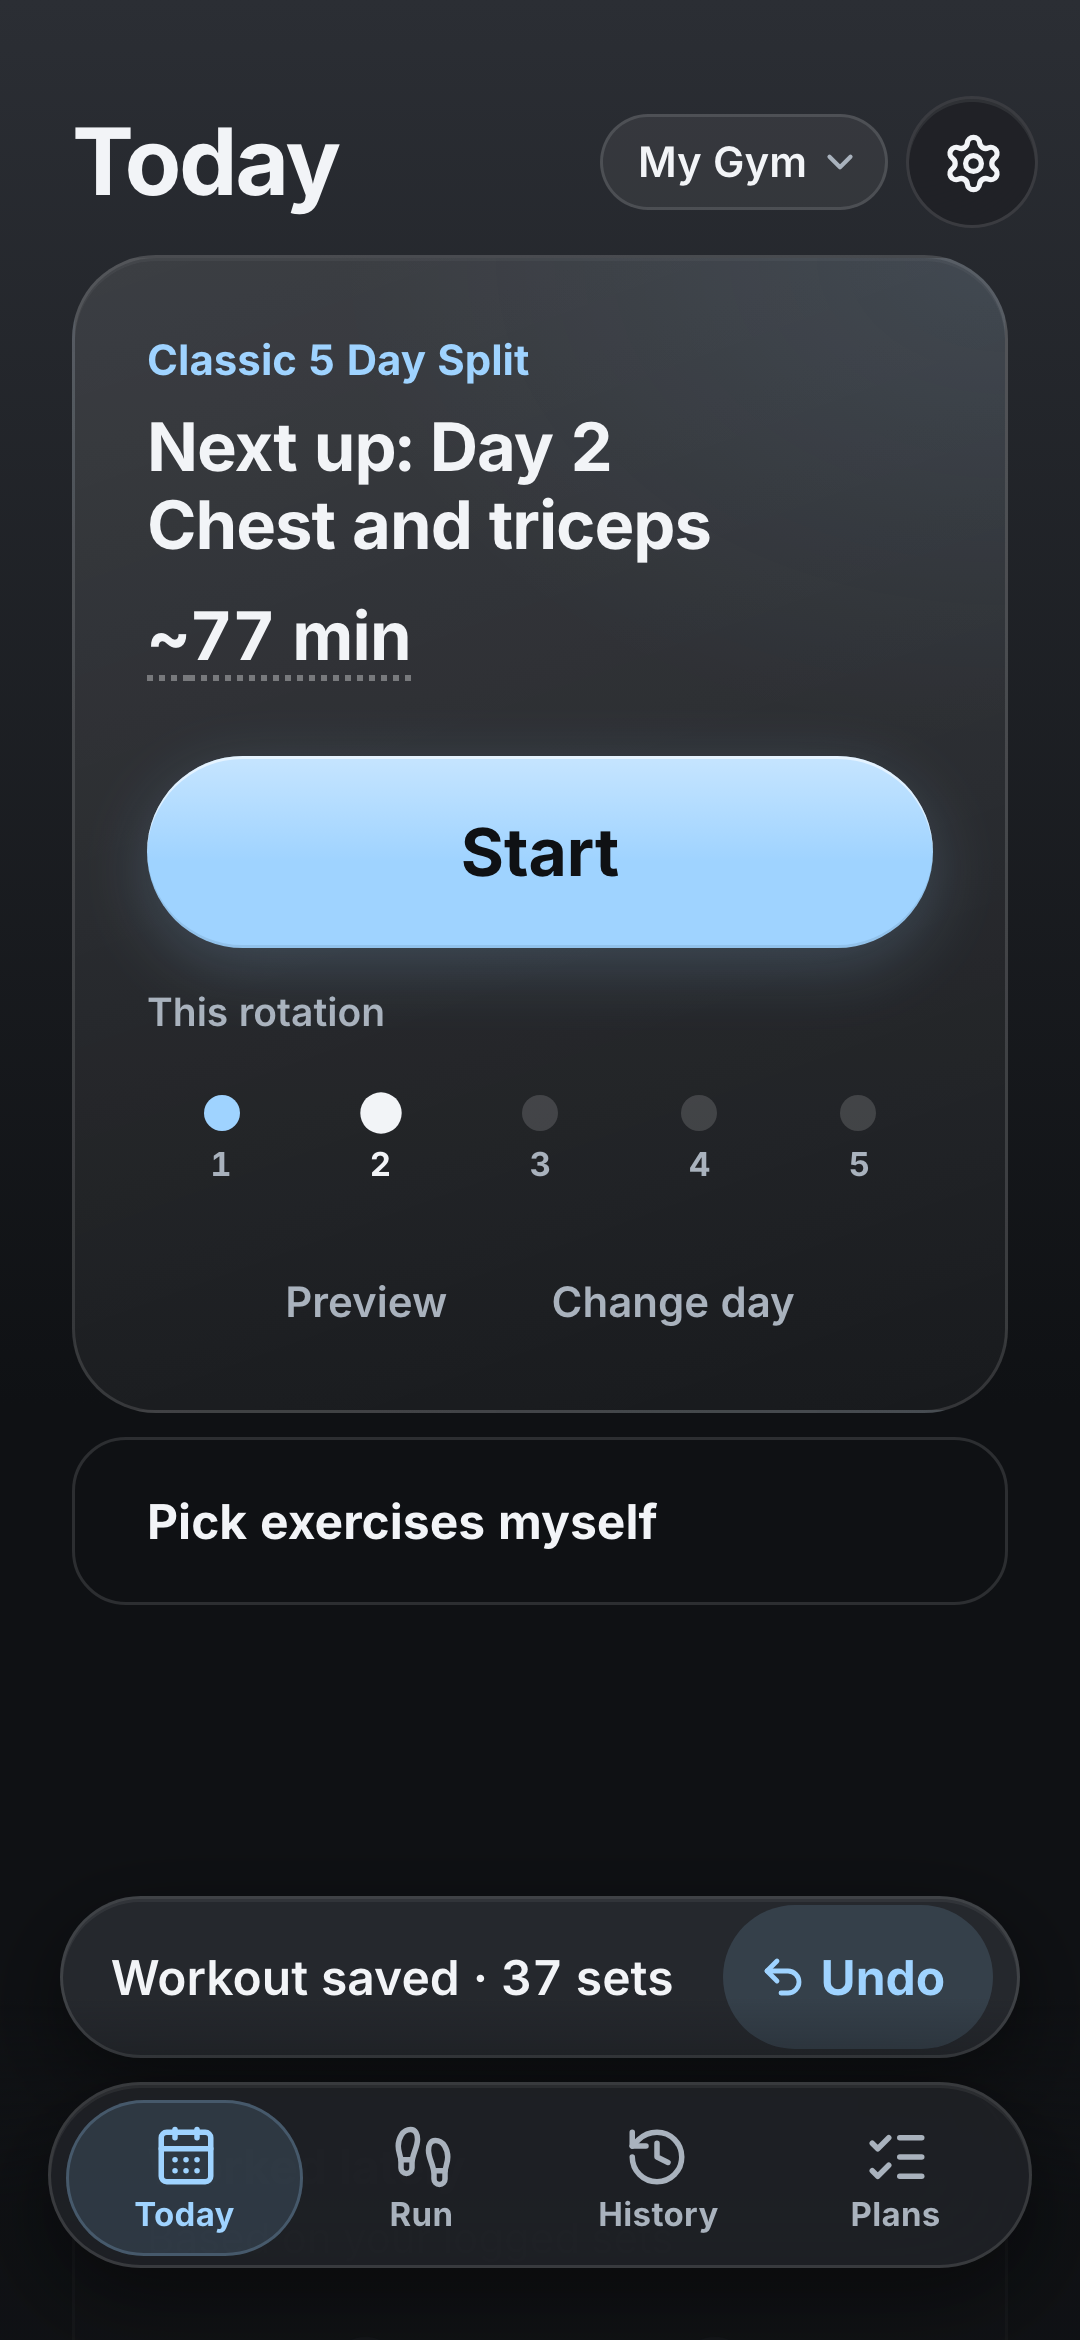 Today
My Gym
Classic 5 Day Split
Next up: Day 2
Chest and triceps
~77 min
Start
This rotation
1 2 3 4 5
Preview Change day
Pick exercises myself
Workout saved · 37 sets Undo
Today Run History Plans